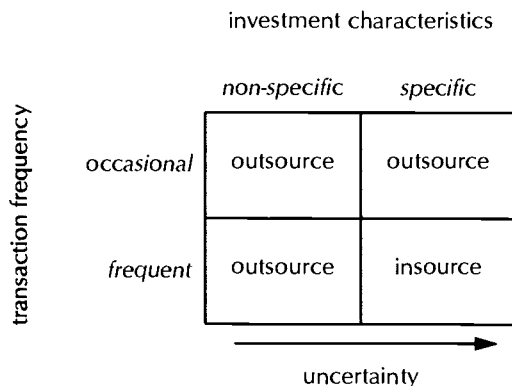 investment characteristics
non-specific specific
transaction frequency
occasional outsource outsource
frequent outsource insource
uncertainty